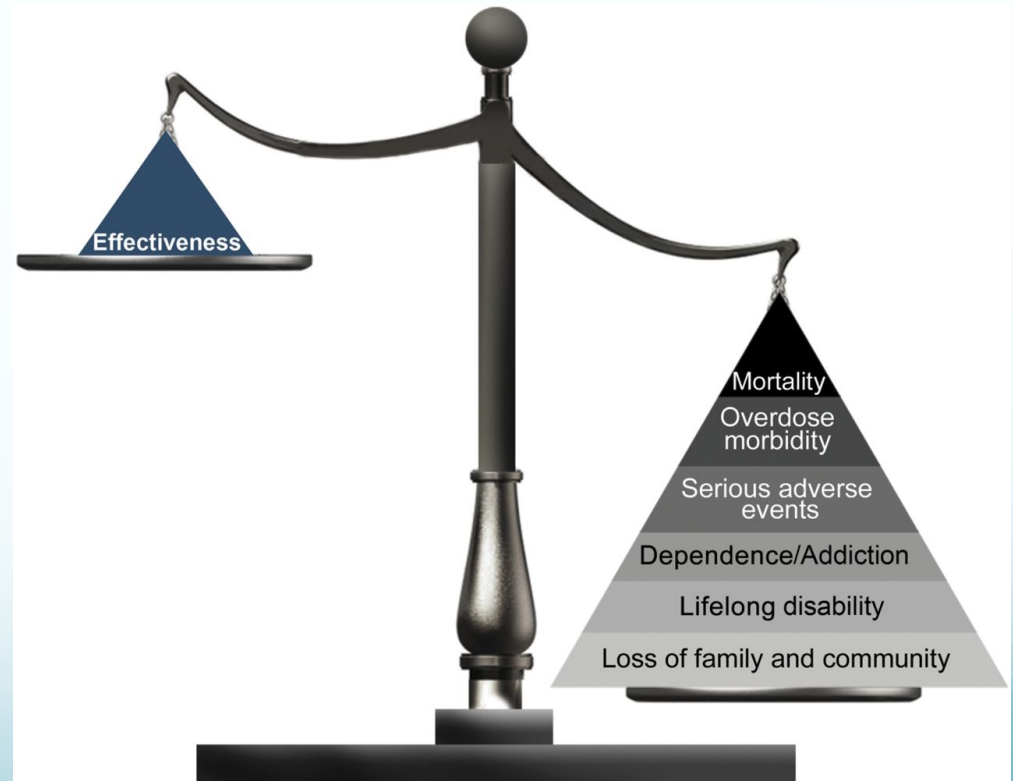 Effectiveness
Mortality
Overdose
morbidity
Serious adverse
events
Dependence/Addiction
Lifelong disability
Loss of family and community